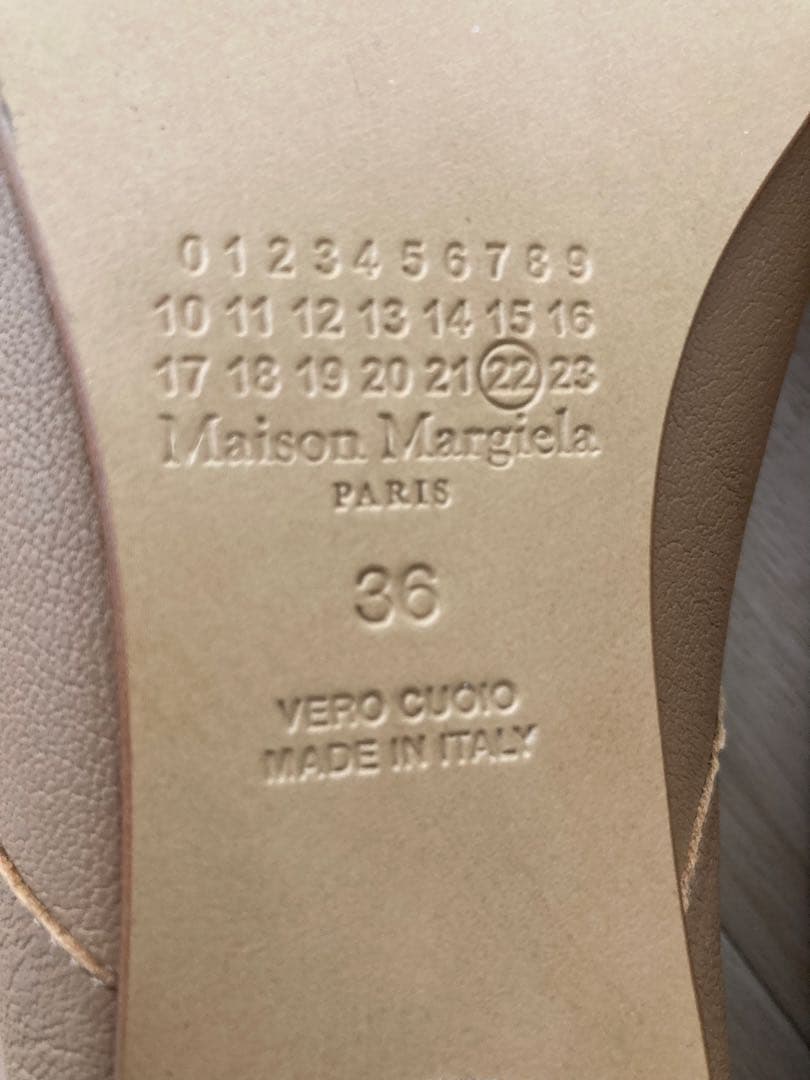 0 1 2 3 4 5 6 7 8 9
10 11 12 13 14 15 16
17 18 19 20 21 22 23
Maison Margiela
PARIS
36
VERO CUOIO
MADE IN ITALY